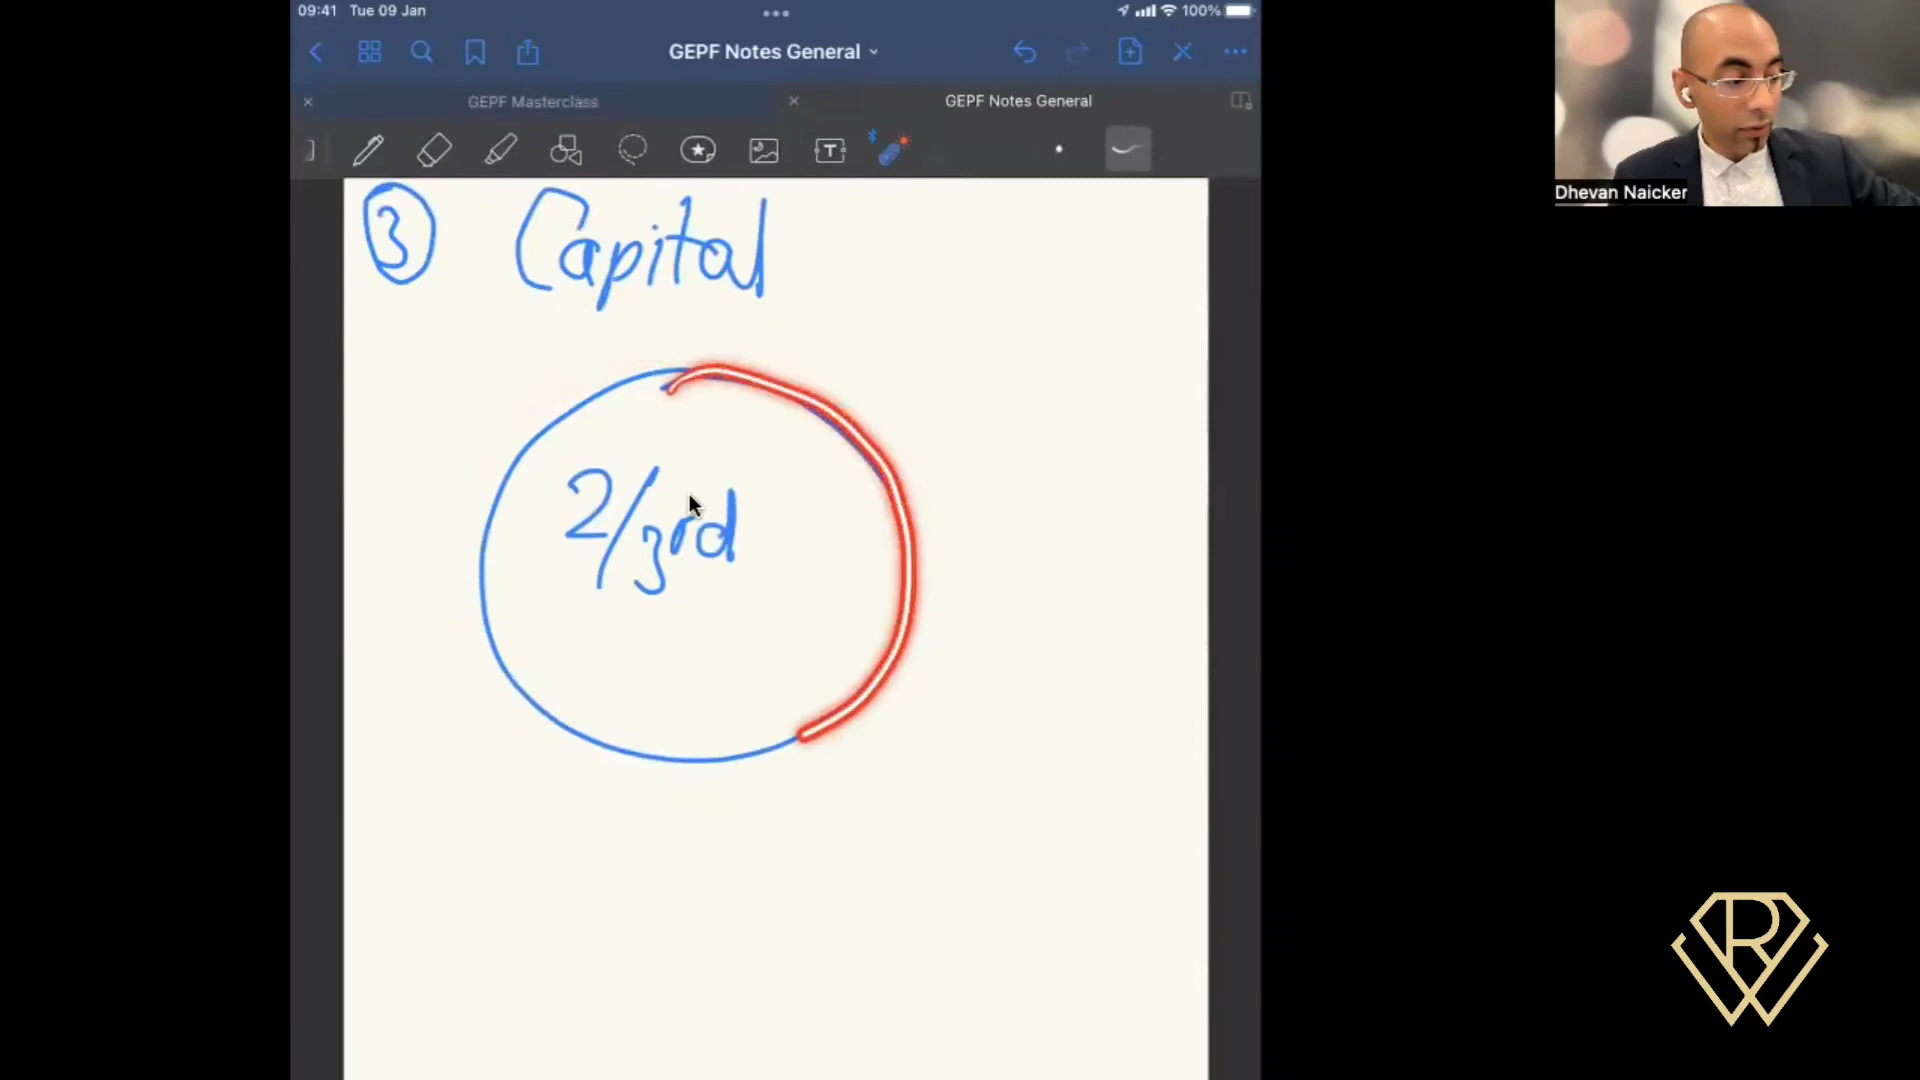 09:41 Tue 09 Jan 100%
GEPF Notes General
GEPF Masterclass GEPF Notes General
T
3 Capital
2/3rd
Dhevan Naicker
RW